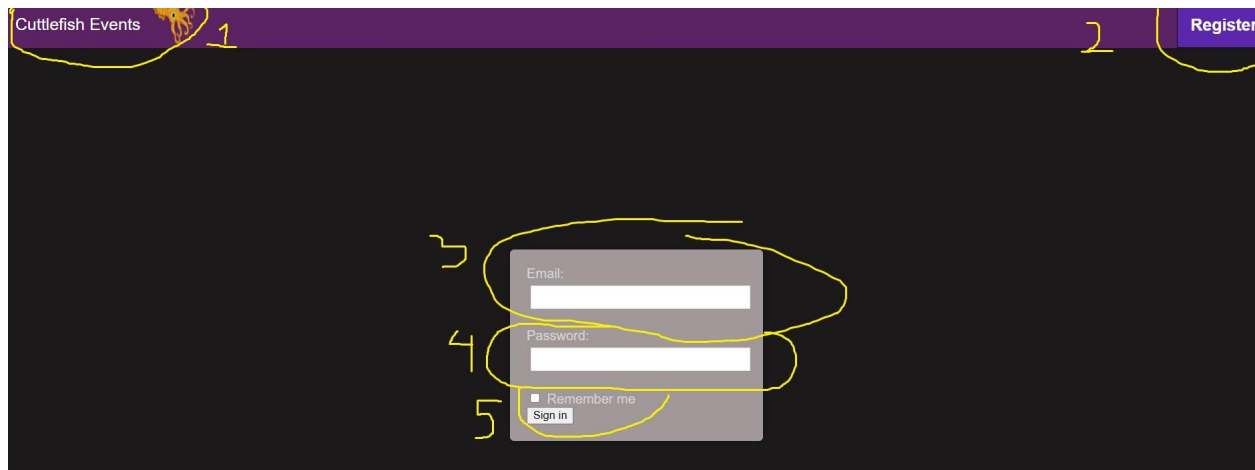 Cuttlefish Events 1 2 Register
3 Email:
4 Password:
5 Remember me
Sign in